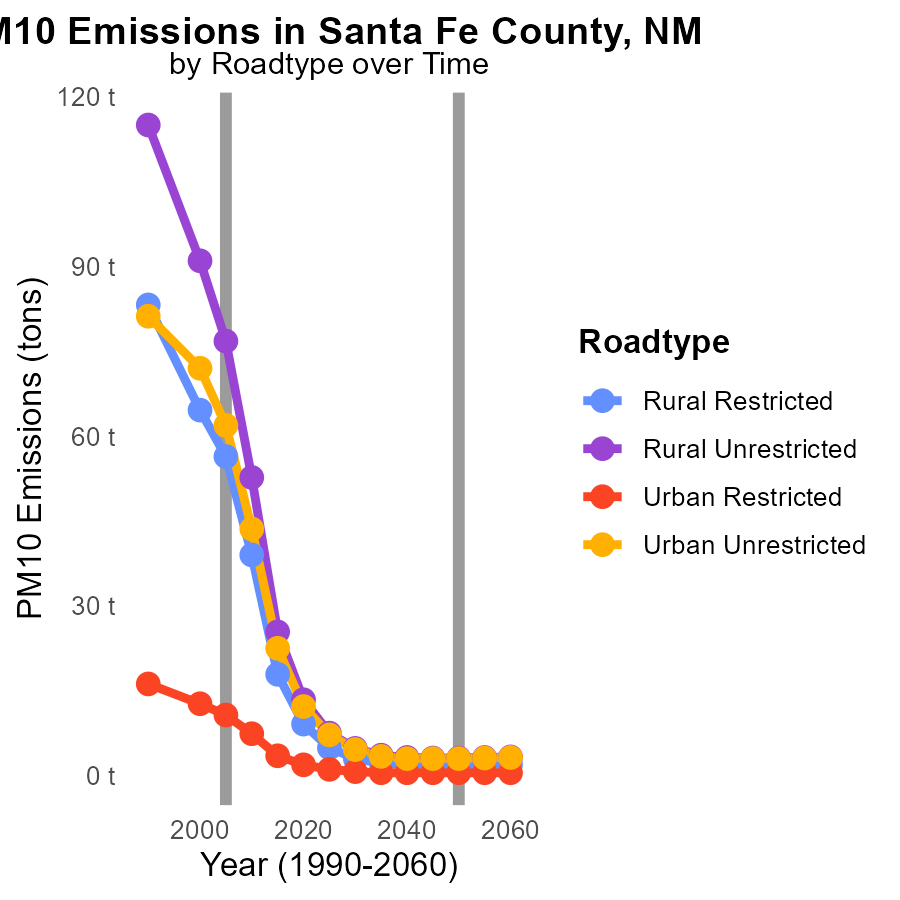 M10 Emissions in Santa Fe County, NM
by Roadtype over Time
120 t
90 t
60 t
30 t
0 t
PM10 Emissions (tons)
2000 2020 2040 2060
Year (1990-2060)
Roadtype
Rural Restricted
Rural Unrestricted
Urban Restricted
Urban Unrestricted